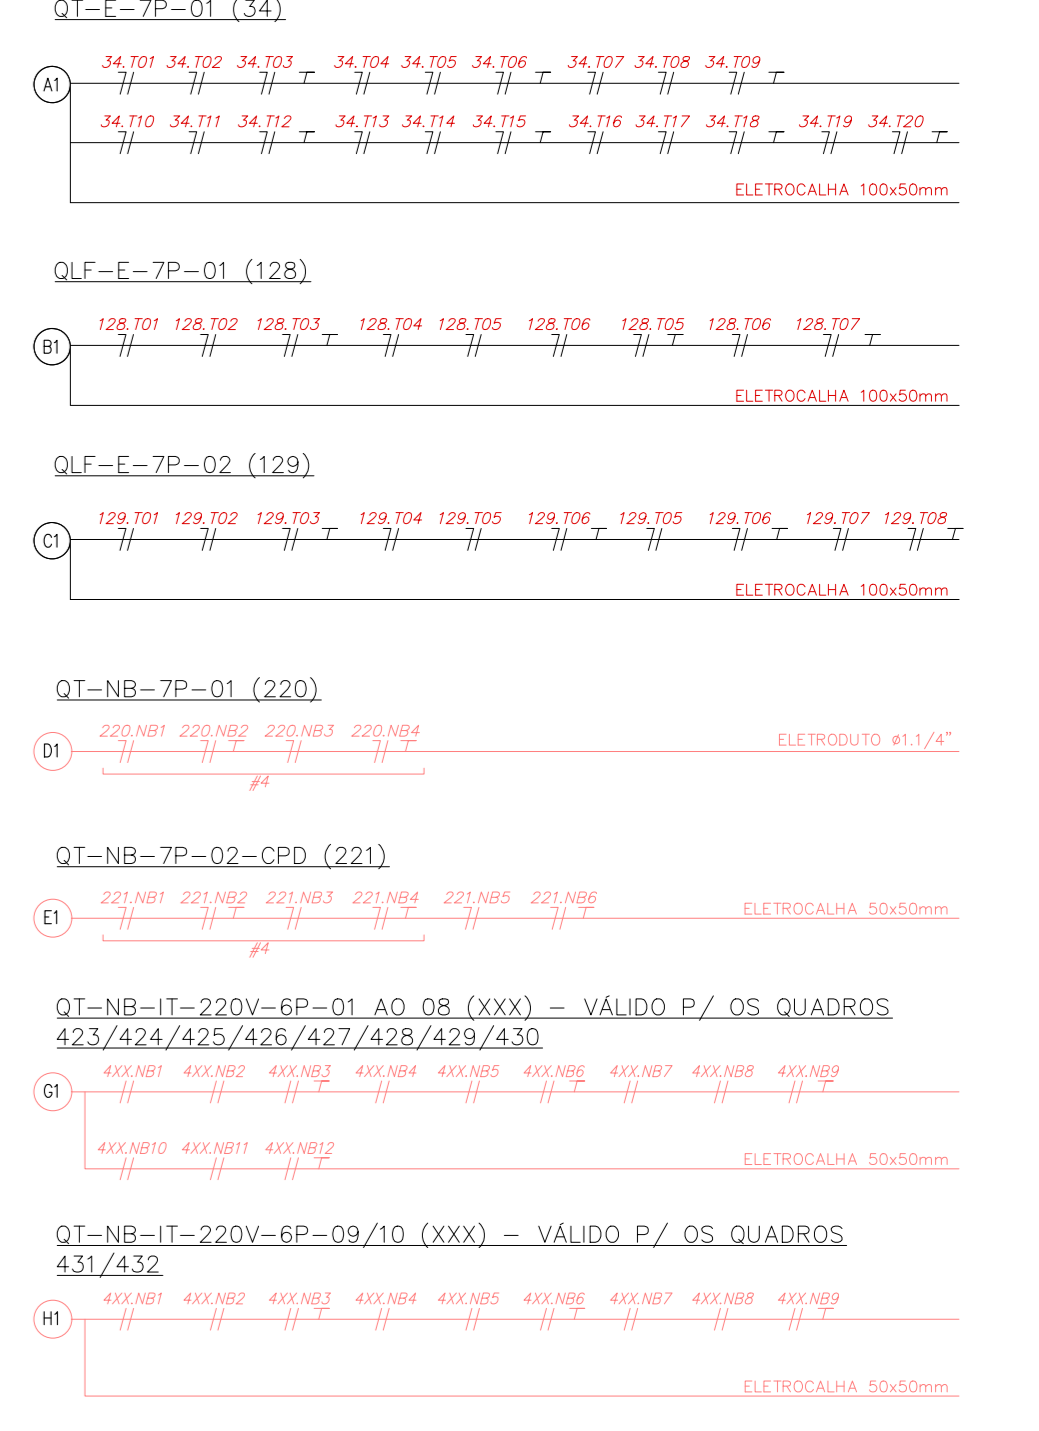 QT-E-7P-01 (34)
34.T01 34.T02 34.T03 34.T04 34.T05 34.T06 34.T07 34.T08 34.T09
A1
34.T10 34.T11 34.T12 34.T13 34.T14 34.T15 34.T16 34.T17 34.T18 34.T19 34.T20
ELETROCALHA 100x50mm
QLF-E-7P-01 (128)
128.T01 128.T02 128.T03 128.T04 128.T05 128.T06 128.T05 128.T06 128.T07
B1
ELETROCALHA 100x50mm
QLF-E-7P-02 (129)
129.T01 129.T02 129.T03 129.T04 129.T05 129.T06 129.T05 129.T06 129.T07 129.T08
C1
ELETROCALHA 100x50mm
QT-NB-7P-01 (220)
220.NB1 220.NB2 220.NB3 220.NB4
ELETRODUTO ø1.1/4"
D1
#4
QT-NB-7P-02-CPD (221)
221.NB1 221.NB2 221.NB3 221.NB4 221.NB5 221.NB6
ELETROCALHA 50x50mm
E1
#4
QT-NB-IT-220V-6P-01 AO 08 (XXX) - VÁLIDO P/ OS QUADROS
423/424/425/426/427/428/429/430
4XX.NB1 4XX.NB2 4XX.NB3 4XX.NB4 4XX.NB5 4XX.NB6 4XX.NB7 4XX.NB8 4XX.NB9
G1
4XX.NB10 4XX.NB11 4XX.NB12
ELETROCALHA 50x50mm
QT-NB-IT-220V-6P-09/10 (XXX) - VÁLIDO P/ OS QUADROS
431/432
4XX.NB1 4XX.NB2 4XX.NB3 4XX.NB4 4XX.NB5 4XX.NB6 4XX.NB7 4XX.NB8 4XX.NB9
H1
ELETROCALHA 50x50mm